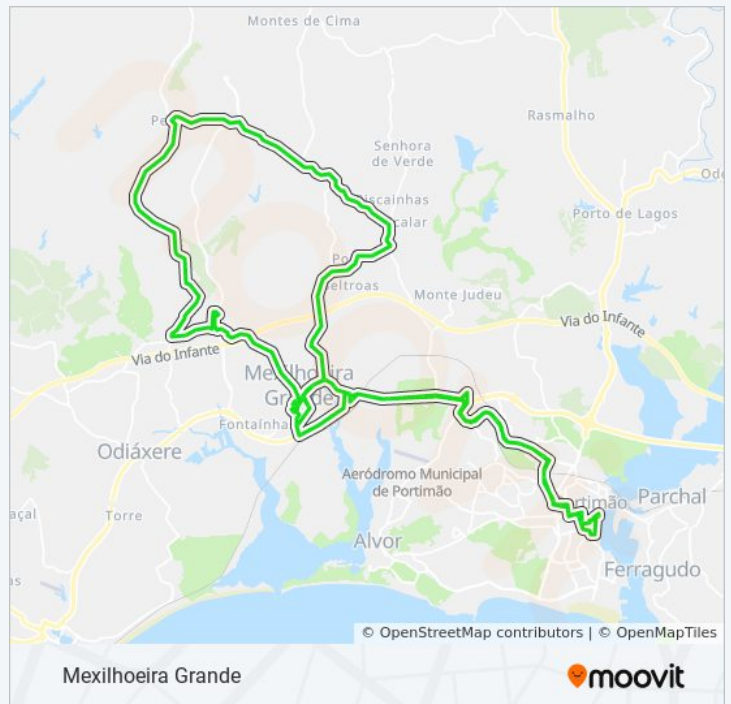 Montes de Cima
Rasmalho
Senhora
de Verde
Porto de Lagos
Monte Judeu
Via do Infante
Via do Infante
Mexilhoeira
Grande
Fontaínhas
Odiáxere
Aeródromo Municipal
de Portimão
Portimão
Parchal
Torre
Alvor
Ferragudo
© OpenStreetMap contributors | © OpenMapTiles
Mexilhoeira Grande
moovit